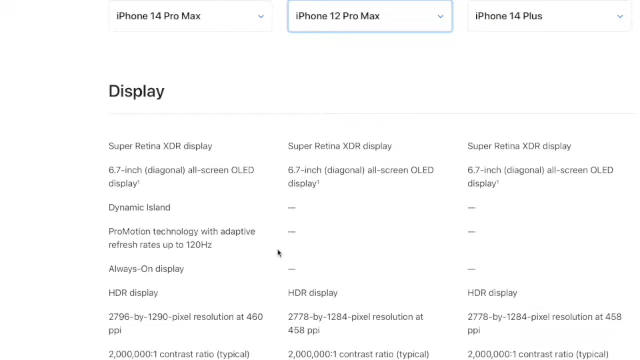 iPhone 14 Pro Max
iPhone 12 Pro Max
iPhone 14 Plus
Display
Super Retina XDR display
Super Retina XDR display
Super Retina XDR display
6.7-inch (diagonal) all-screen OLED
display¹
6.7-inch (diagonal) all-screen OLED
display¹
6.7-inch (diagonal) all-screen OLED
display¹
Dynamic Island
—
—
ProMotion technology with adaptive
refresh rates up to 120Hz
—
—
Always-On display
—
—
HDR display
HDR display
HDR display
2796-by-1290-pixel resolution at 460
ppi
2778-by-1284-pixel resolution at
458 ppi
2778-by-1284-pixel resolution at 458
ppi
2,000,000:1 contrast ratio (typical)
2,000,000:1 contrast ratio (typical)
2,000,000:1 contrast ratio (typical)